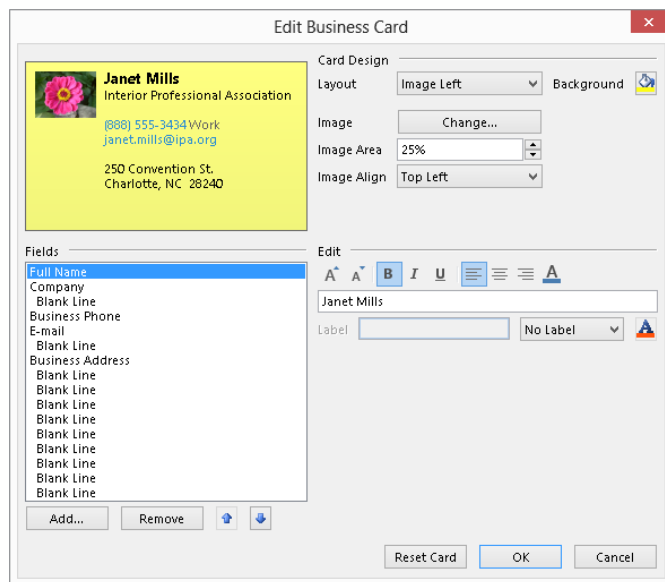 Edit Business Card
Janet Mills
Interior Professional Association
(888) 555-3434 Work
janet.mills@ipa.org
250 Convention St.
Charlotte, NC  28240
Card Design
Layout
Image Left
Background
Image
Change...
Image Area
25%
Image Align
Top Left
Fields
Full Name
Company
Blank Line
Business Phone
E-mail
Blank Line
Business Address
Blank Line
Blank Line
Blank Line
Blank Line
Blank Line
Blank Line
Blank Line
Blank Line
Blank Line
Add...
Remove
Edit
A
A
B
I
U
A
Janet Mills
Label
No Label
A
Reset Card
OK
Cancel